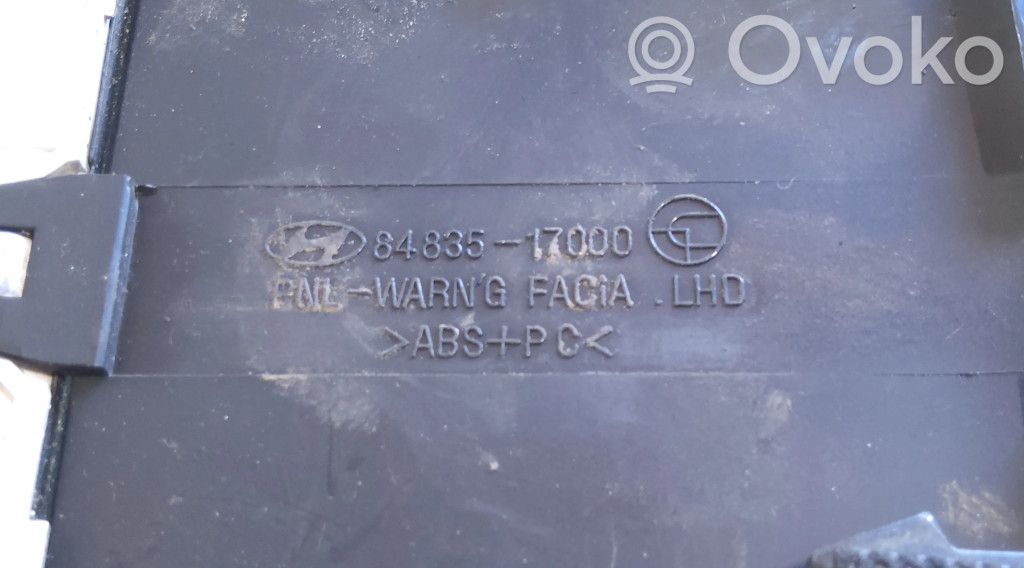 Ovoko
84835-17000
PNL-WARN'G FACiA .LHD
>ABS+PC<